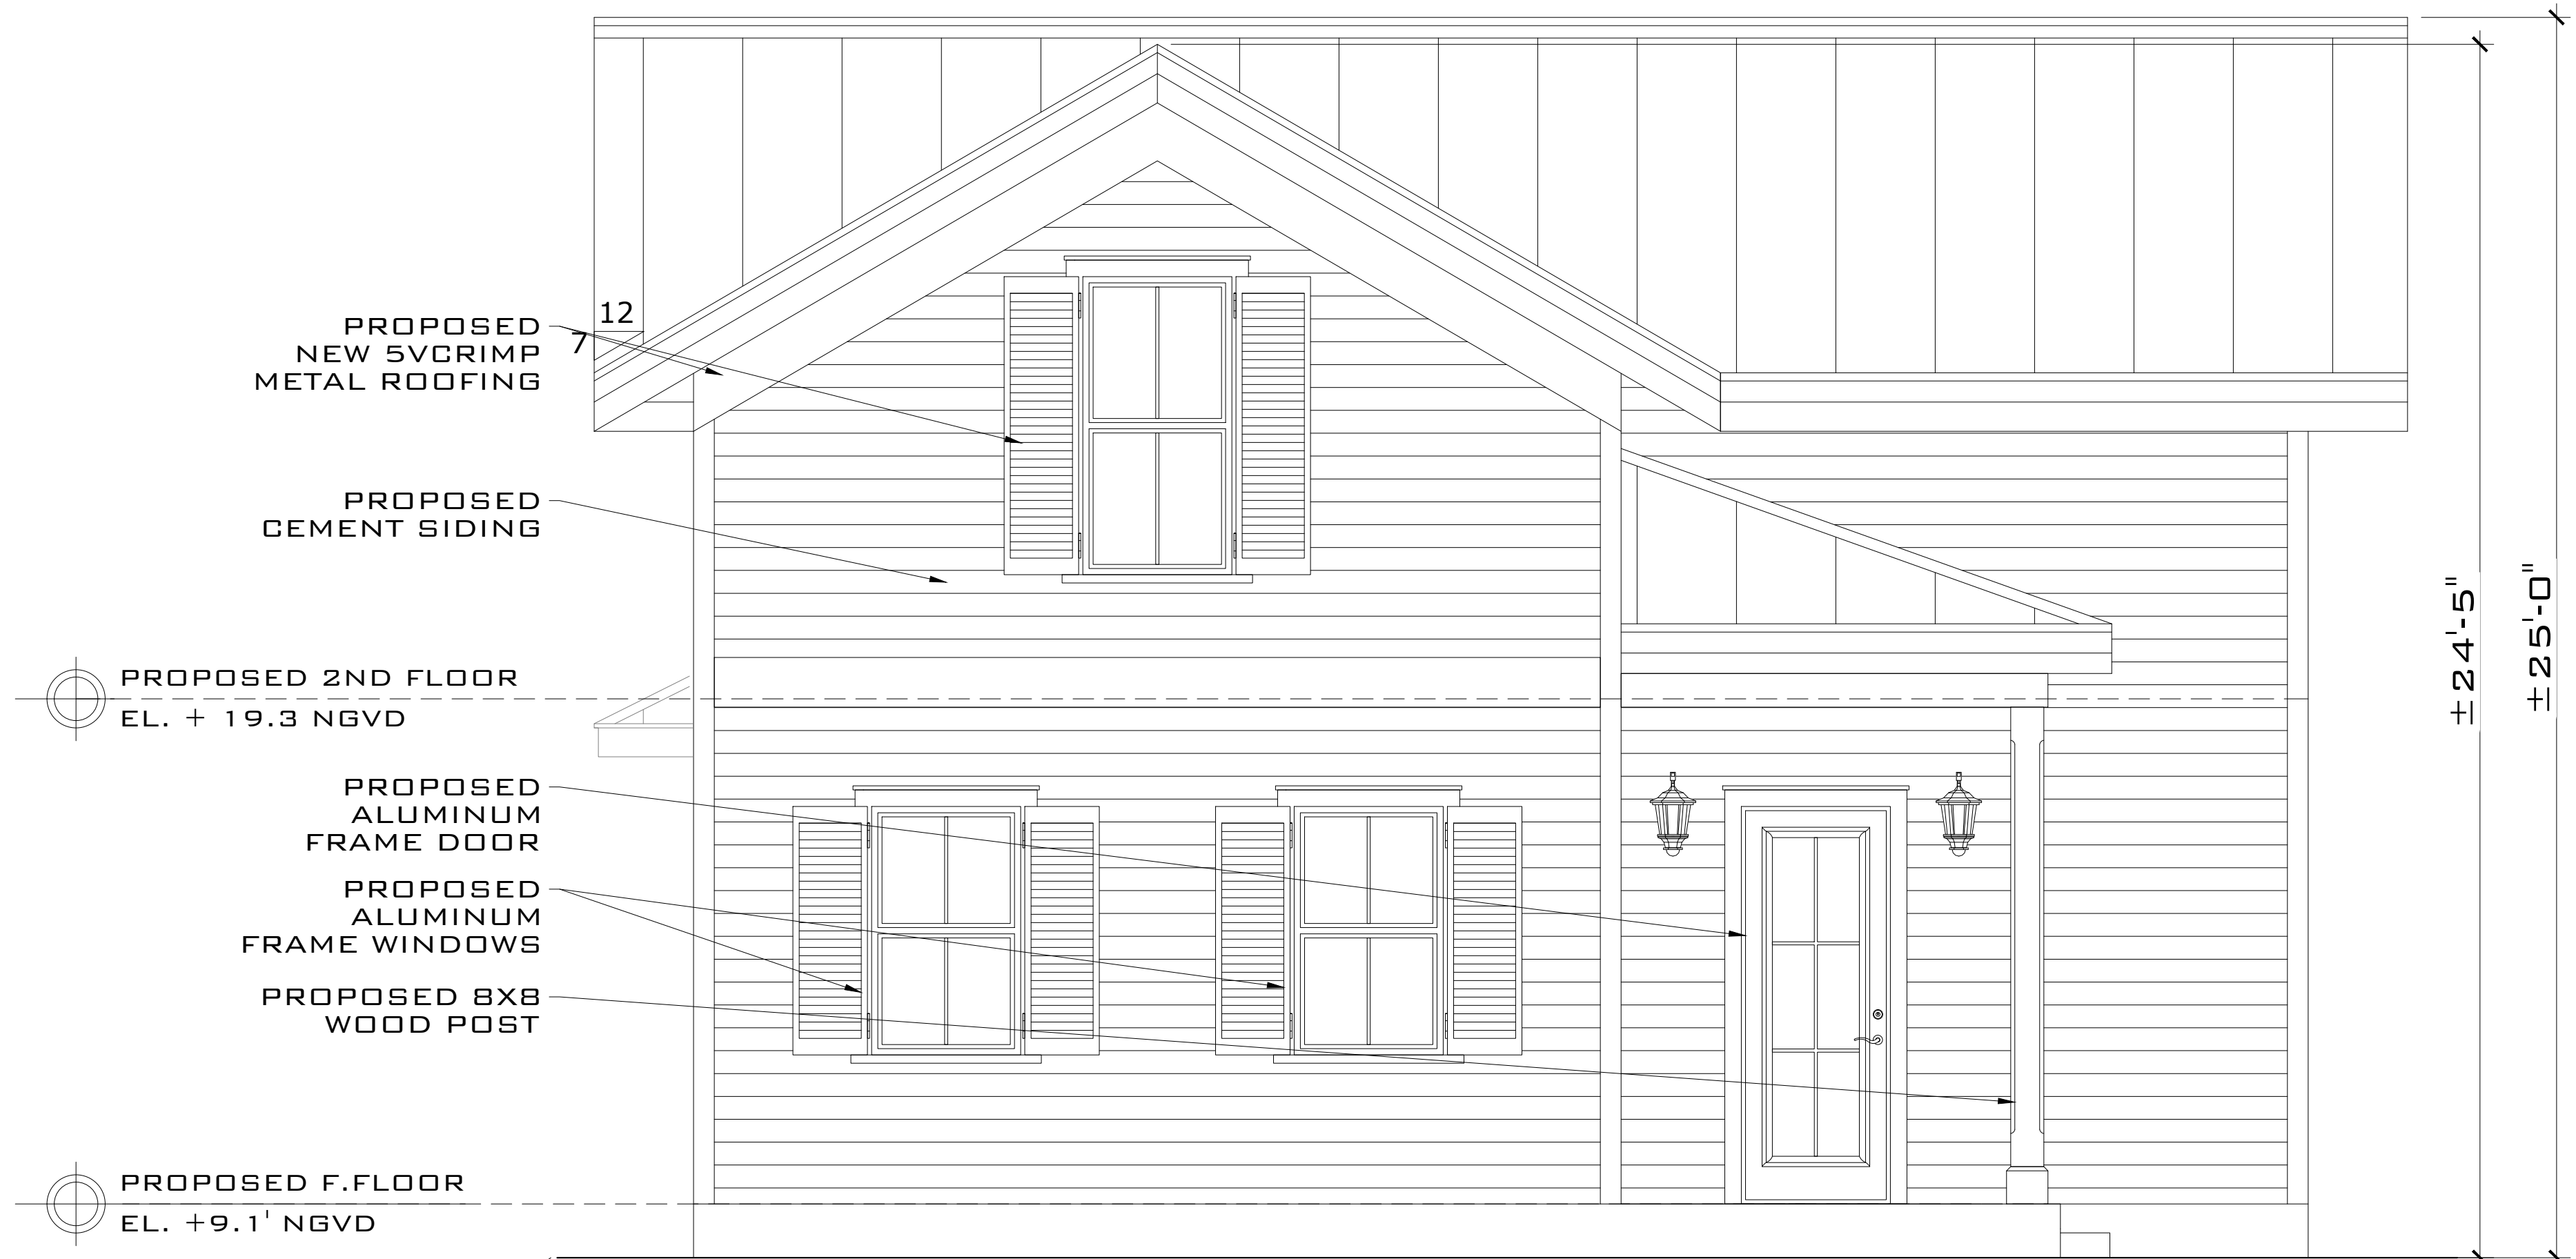 12
7
PROPOSED
NEW 5VCRIMP
METAL ROOFING
PROPOSED
CEMENT SIDING
PROPOSED 2ND FLOOR
EL. + 19.3 NGVD
PROPOSED
ALUMINUM
FRAME DOOR
PROPOSED
ALUMINUM
FRAME WINDOWS
PROPOSED 8X8
WOOD POST
PROPOSED F.FLOOR
EL. +9.1' NGVD
±24'-5"
±25'-0"